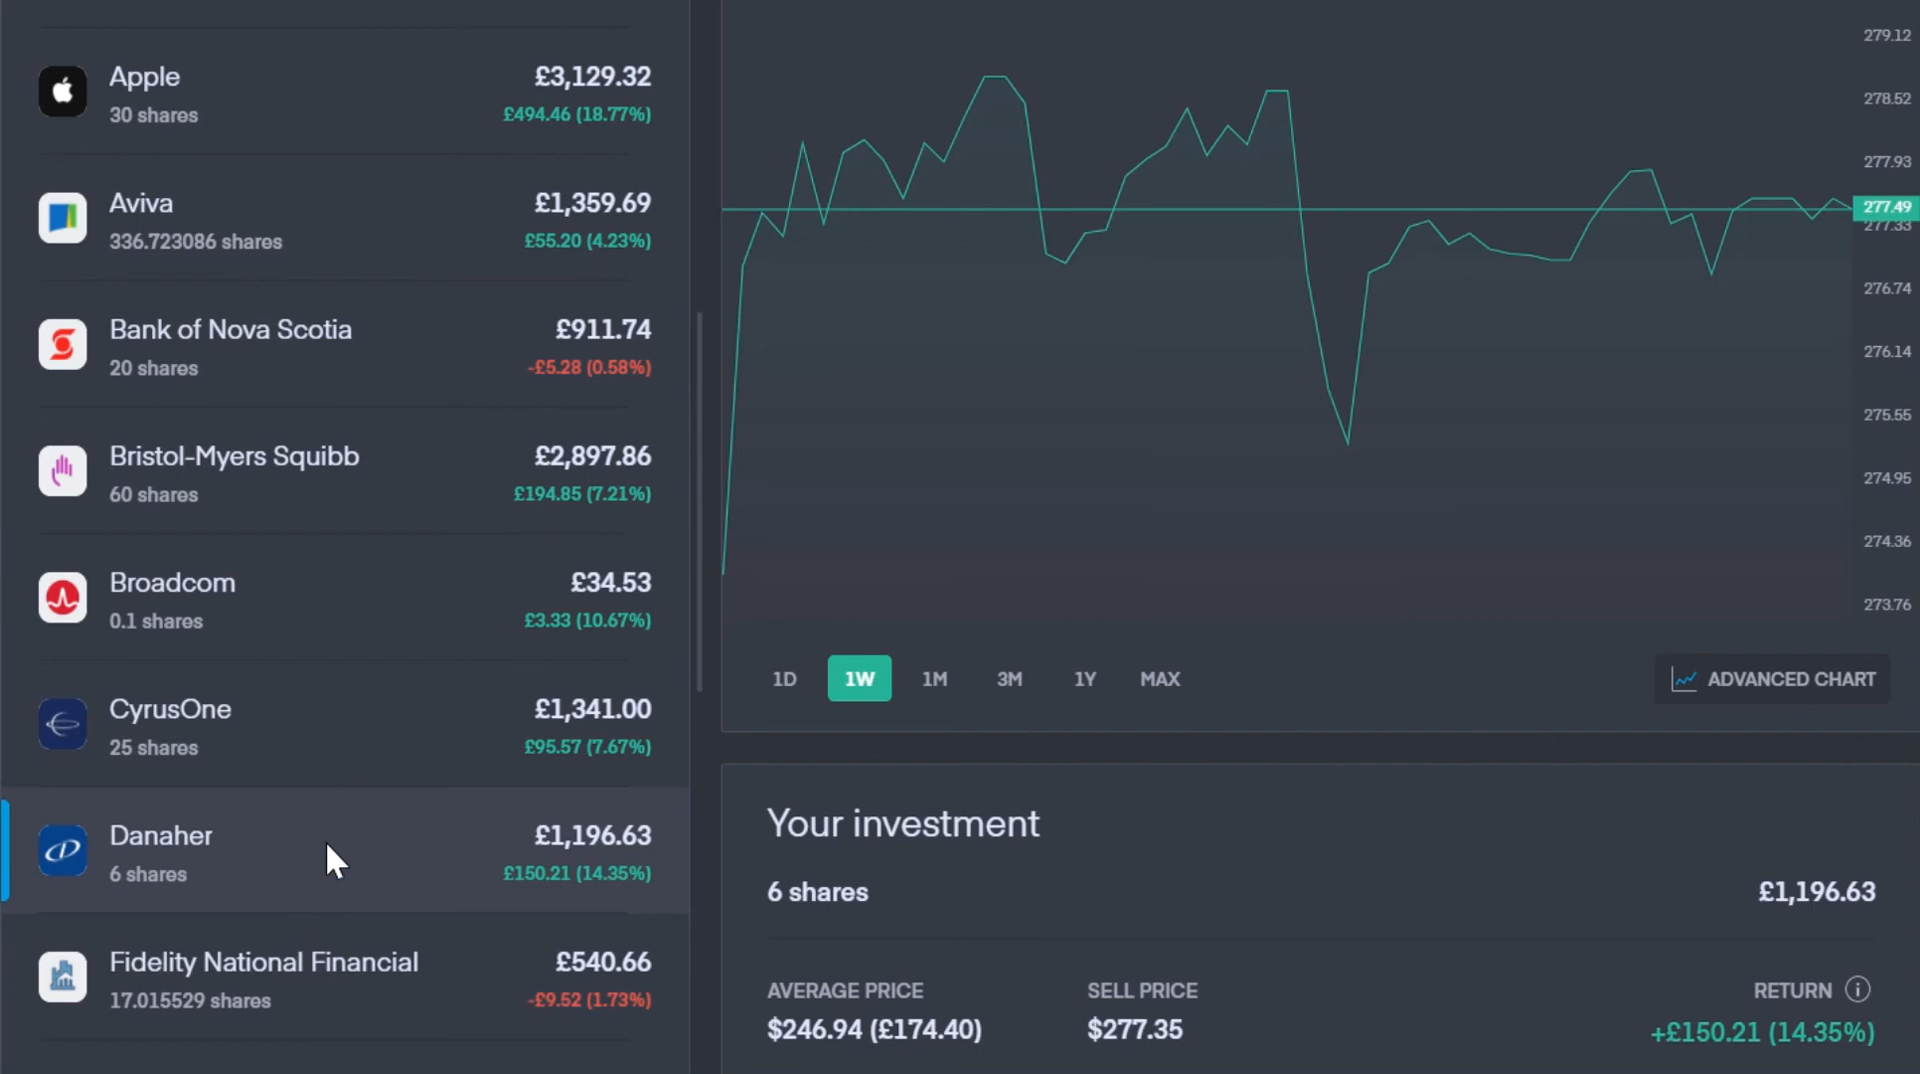 Apple
£3,129.32
30 shares
£494.46 (18.77%)
Aviva
£1,359.69
336.723086 shares
£55.20 (4.23%)
Bank of Nova Scotia
£911.74
20 shares
-£5.28 (0.58%)
Bristol-Myers Squibb
£2,897.86
60 shares
£194.85 (7.21%)
Broadcom
£34.53
0.1 shares
£3.33 (10.67%)
CyrusOne
£1,341.00
25 shares
£95.57 (7.67%)
Danaher
£1,196.63
6 shares
£150.21 (14.35%)
Fidelity National Financial
£540.66
17.015529 shares
-£9.52 (1.73%)
279.12
278.52
277.93
277.49
277.33
276.74
276.14
275.55
274.95
274.36
273.76
1D 1W 1M 3M 1Y MAX
ADVANCED CHART
Your investment
6 shares
£1,196.63
AVERAGE PRICE SELL PRICE RETURN
$246.94 (£174.40) $277.35 +£150.21 (14.35%)